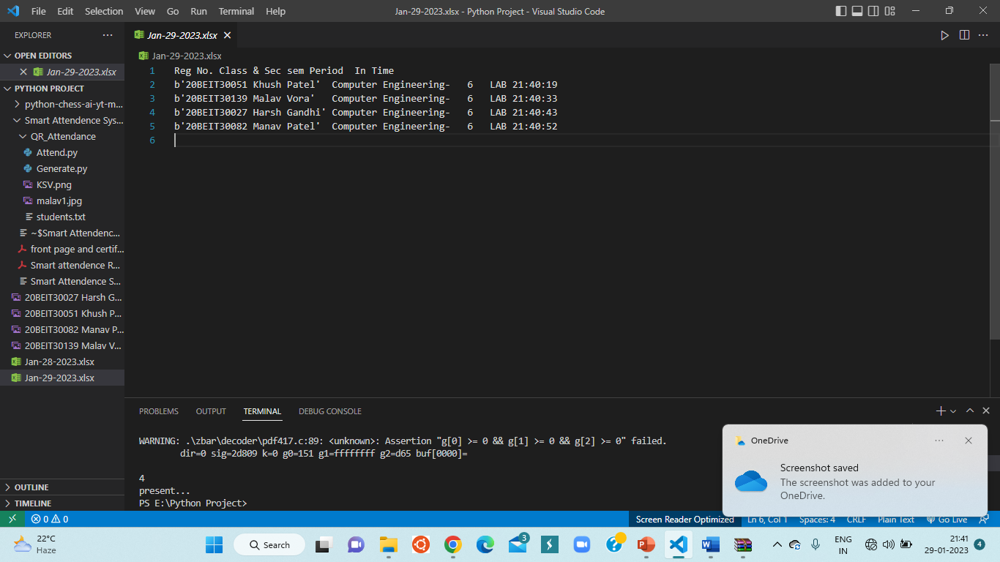 File Edit Selection View Go Run Terminal Help
Jan-29-2023.xlsx - Python Project - Visual Studio Code
EXPLORER
OPEN EDITORS
Jan-29-2023.xlsx
PYTHON PROJECT
python-chess-ai-yt-m...
Smart Attendence Sys...
QR_Attendance
Attend.py
Generate.py
KSV.png
malav1.jpg
students.txt
~$Smart Attendenc...
front page and certif...
Smart attendence R...
Smart Attendence S...
20BEIT30027 Harsh G...
20BEIT30051 Khush P...
20BEIT30082 Manav P...
20BEIT30139 Malav V...
Jan-28-2023.xlsx
Jan-29-2023.xlsx
OUTLINE
TIMELINE
Jan-29-2023.xlsx
Jan-29-2023.xlsx
1 Reg No. Class & Sec sem Period In Time
2 b'20BEIT30051 Khush Patel' Computer Engineering- 6 LAB 21:40:19
3 b'20BEIT30139 Malav Vora' Computer Engineering- 6 LAB 21:40:33
4 b'20BEIT30027 Harsh Gandhi' Computer Engineering- 6 LAB 21:40:43
5 b'20BEIT30082 Manav Patel' Computer Engineering- 6 LAB 21:40:52
6
PROBLEMS OUTPUT TERMINAL DEBUG CONSOLE
WARNING: .\zbar\decoder\pdf417.c:89: <unknown>: Assertion "g[0] >= 0 && g[1] >= 0 && g[2] >= 0" failed.
dir=0 sig=2d809 k=0 g0=151 g1=ffffffff g2=d65 buf[0000]=
4
present...
PS E:\Python Project>
OneDrive
Screenshot saved
The screenshot was added to your
OneDrive.
0 0
Screen Reader Optimized Ln 6, Col 1 Spaces: 4 CRLF Plain Text Go Live
22°C
Haze
Search
3
ENG
IN
21:41
29-01-2023
4